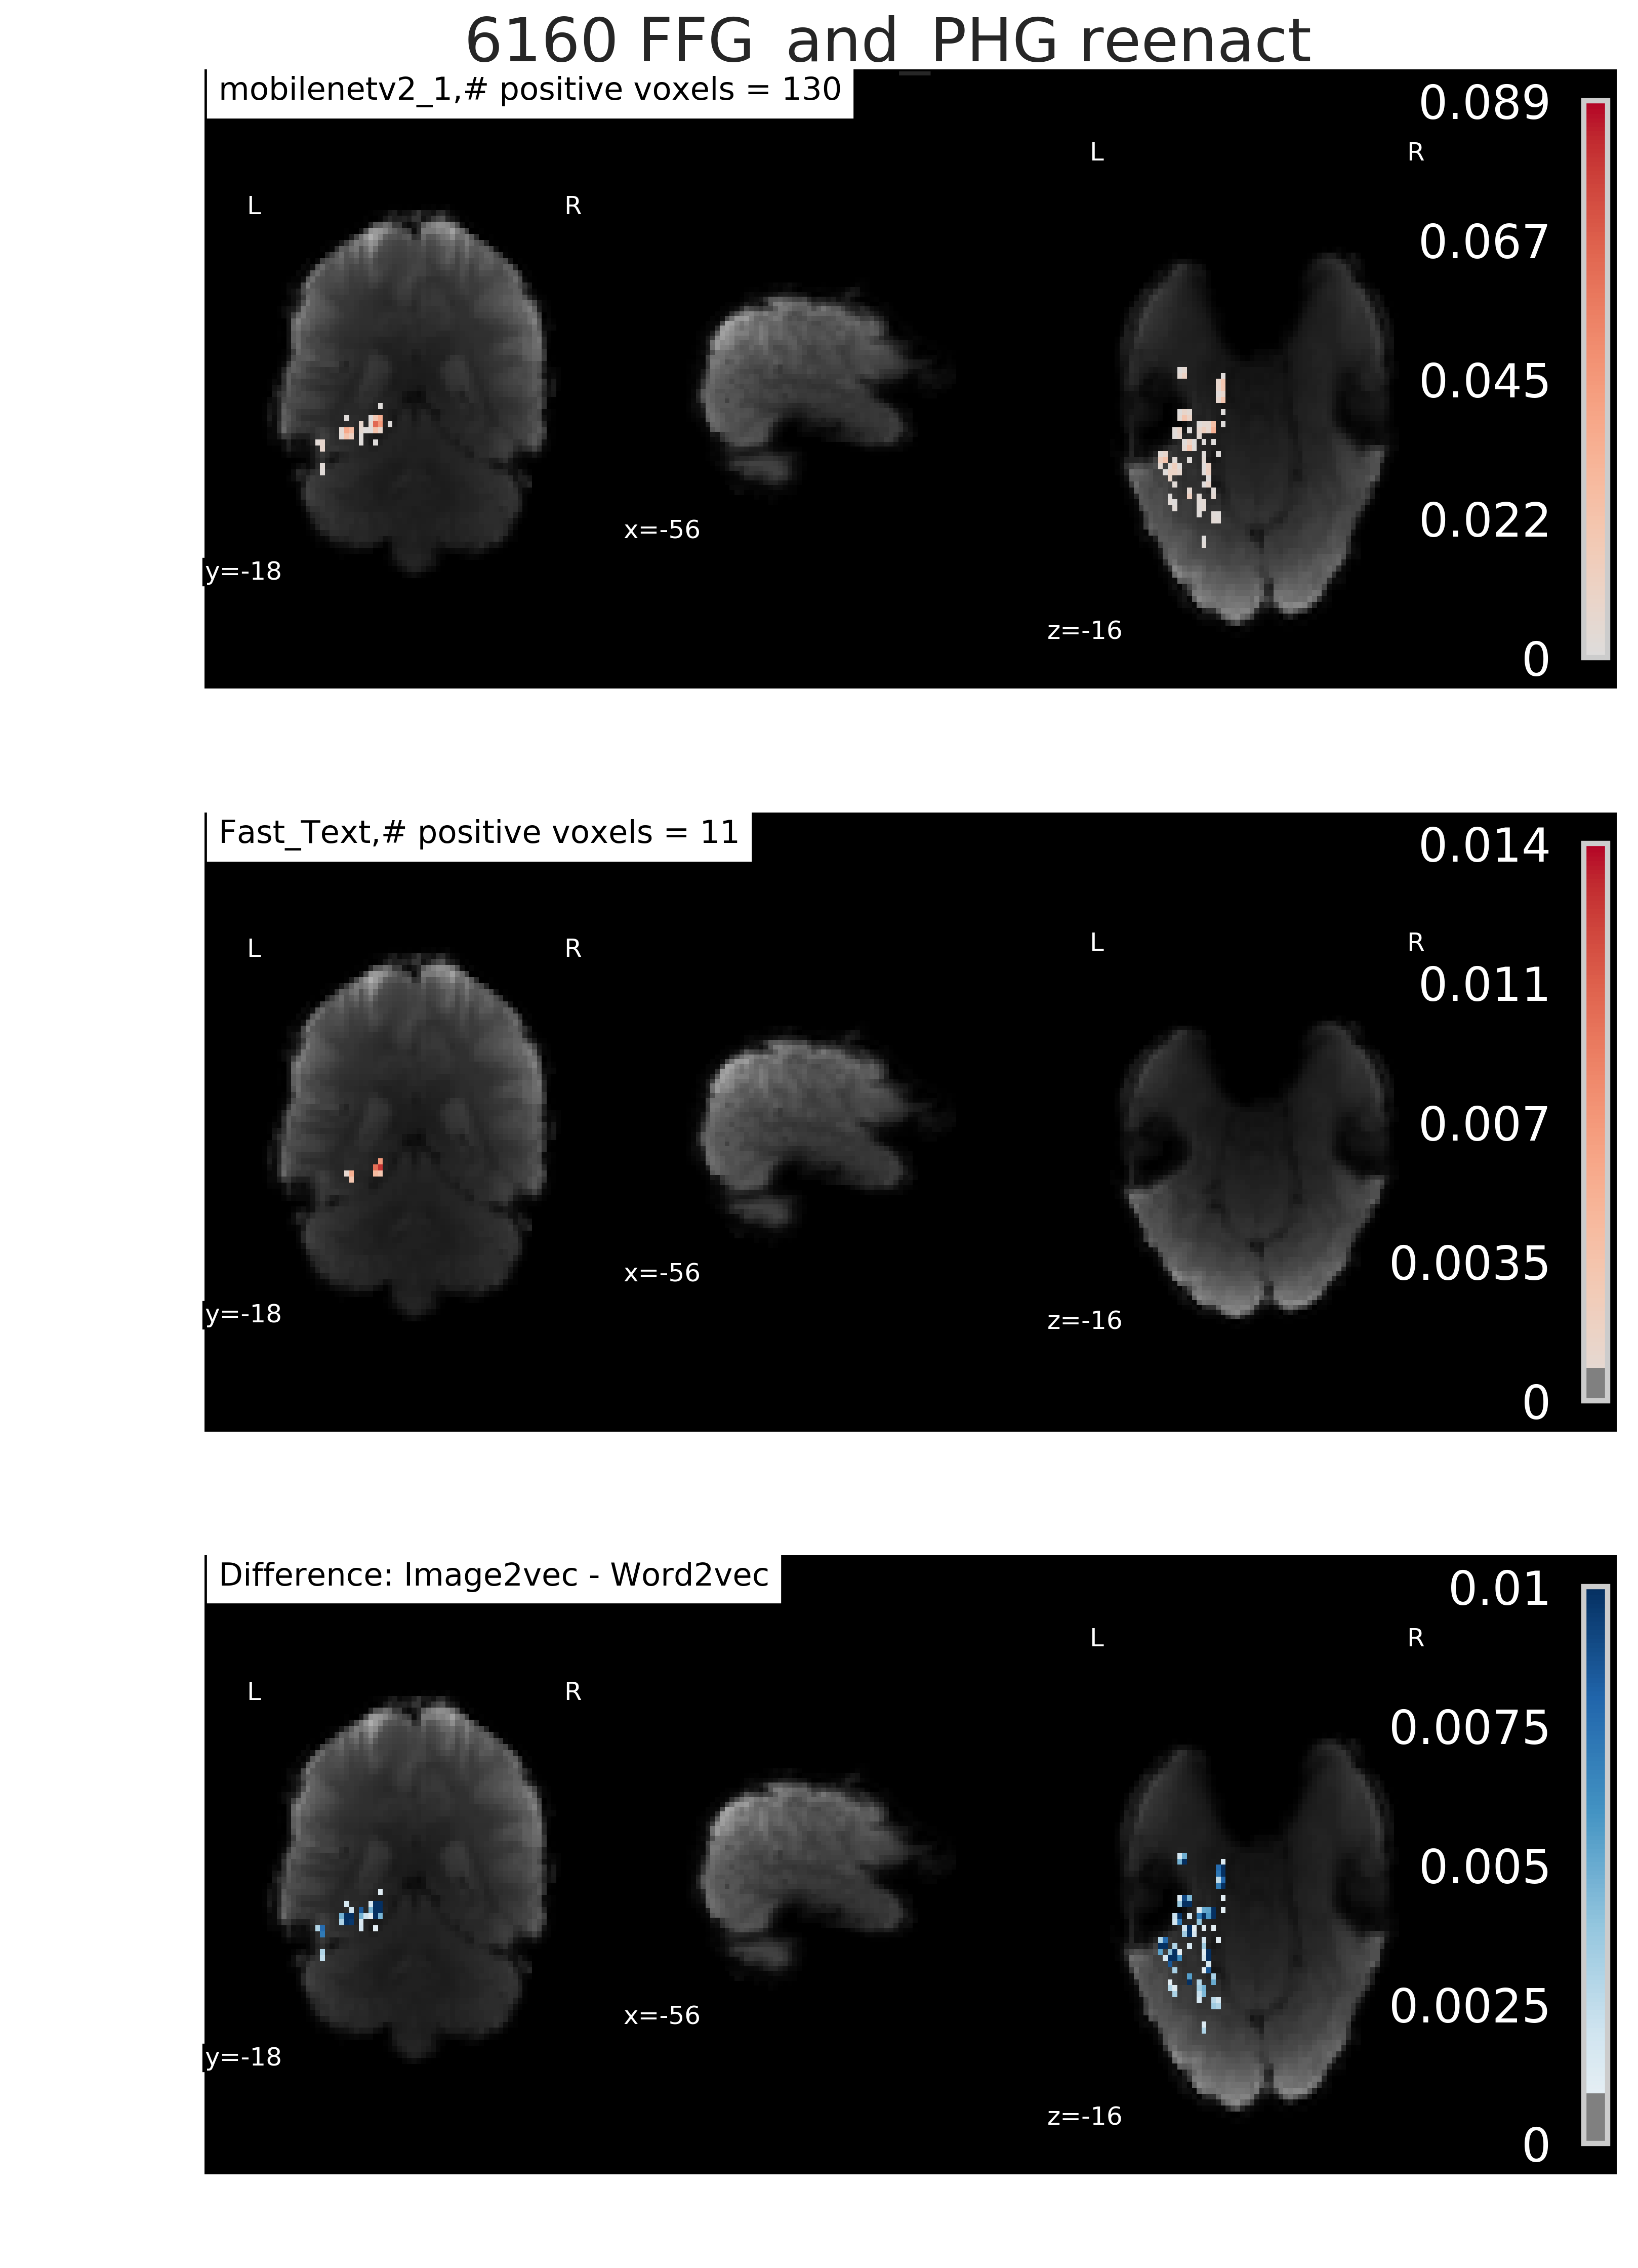 6160 FFG_and_PHG reenact
mobilenetv2_1,# positive voxels = 130
L R
L R
y=-18
x=-56
z=-16
0.089
0.067
0.045
0.022
0
Fast_Text,# positive voxels = 11
L R
L R
y=-18
x=-56
z=-16
0.014
0.011
0.007
0.0035
0
Difference: Image2vec - Word2vec
L R
L R
y=-18
x=-56
z=-16
0.01
0.0075
0.005
0.0025
0